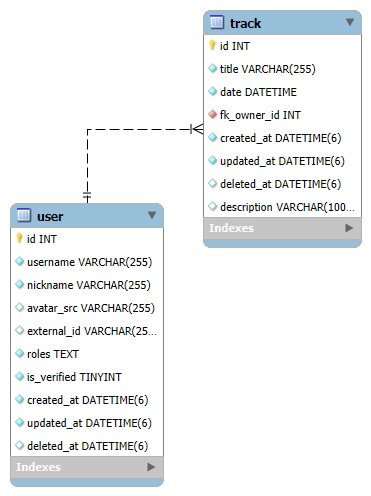 track
id INT
title VARCHAR(255)
date DATETIME
fk_owner_id INT
created_at DATETIME(6)
updated_at DATETIME(6)
deleted_at DATETIME(6)
description VARCHAR(100...
Indexes
user
id INT
username VARCHAR(255)
nickname VARCHAR(255)
avatar_src VARCHAR(255)
external_id VARCHAR(25...
roles TEXT
is_verified TINYINT
created_at DATETIME(6)
updated_at DATETIME(6)
deleted_at DATETIME(6)
Indexes